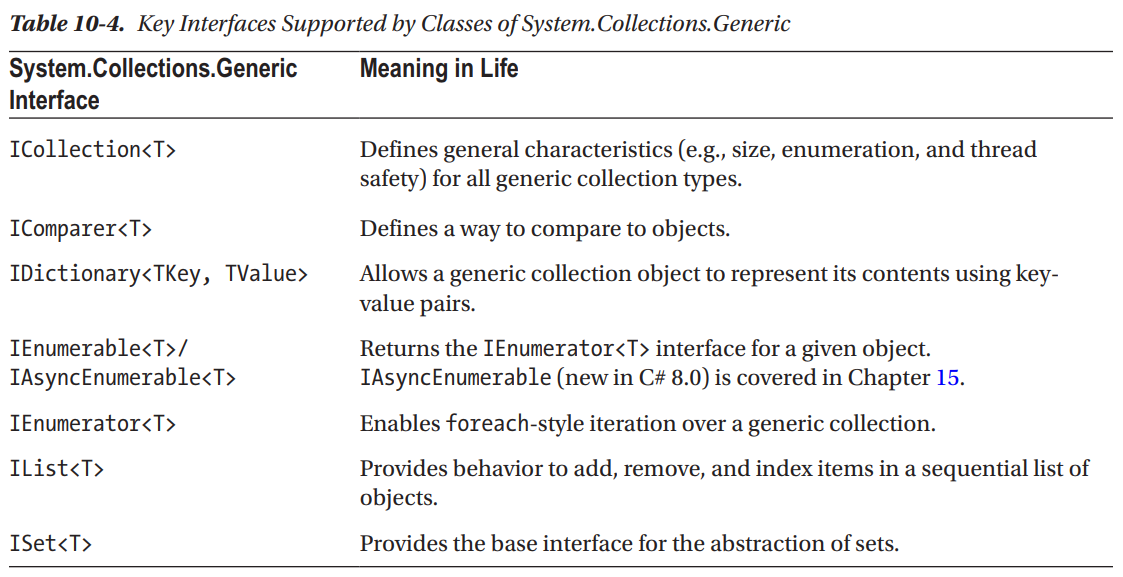 Table 10-4. Key Interfaces Supported by Classes of System.Collections.Generic
System.Collections.Generic Meaning in Life
Interface
ICollection<T> Defines general characteristics (e.g., size, enumeration, and thread
safety) for all generic collection types.
IComparer<T> Defines a way to compare to objects.
IDictionary<TKey, TValue> Allows a generic collection object to represent its contents using key-
value pairs.
IEnumerable<T>/ Returns the IEnumerator<T> interface for a given object.
IAsyncEnumerable<T> IAsyncEnumerable (new in C# 8.0) is covered in Chapter 15.
IEnumerator<T> Enables foreach-style iteration over a generic collection.
IList<T> Provides behavior to add, remove, and index items in a sequential list of
objects.
ISet<T> Provides the base interface for the abstraction of sets.